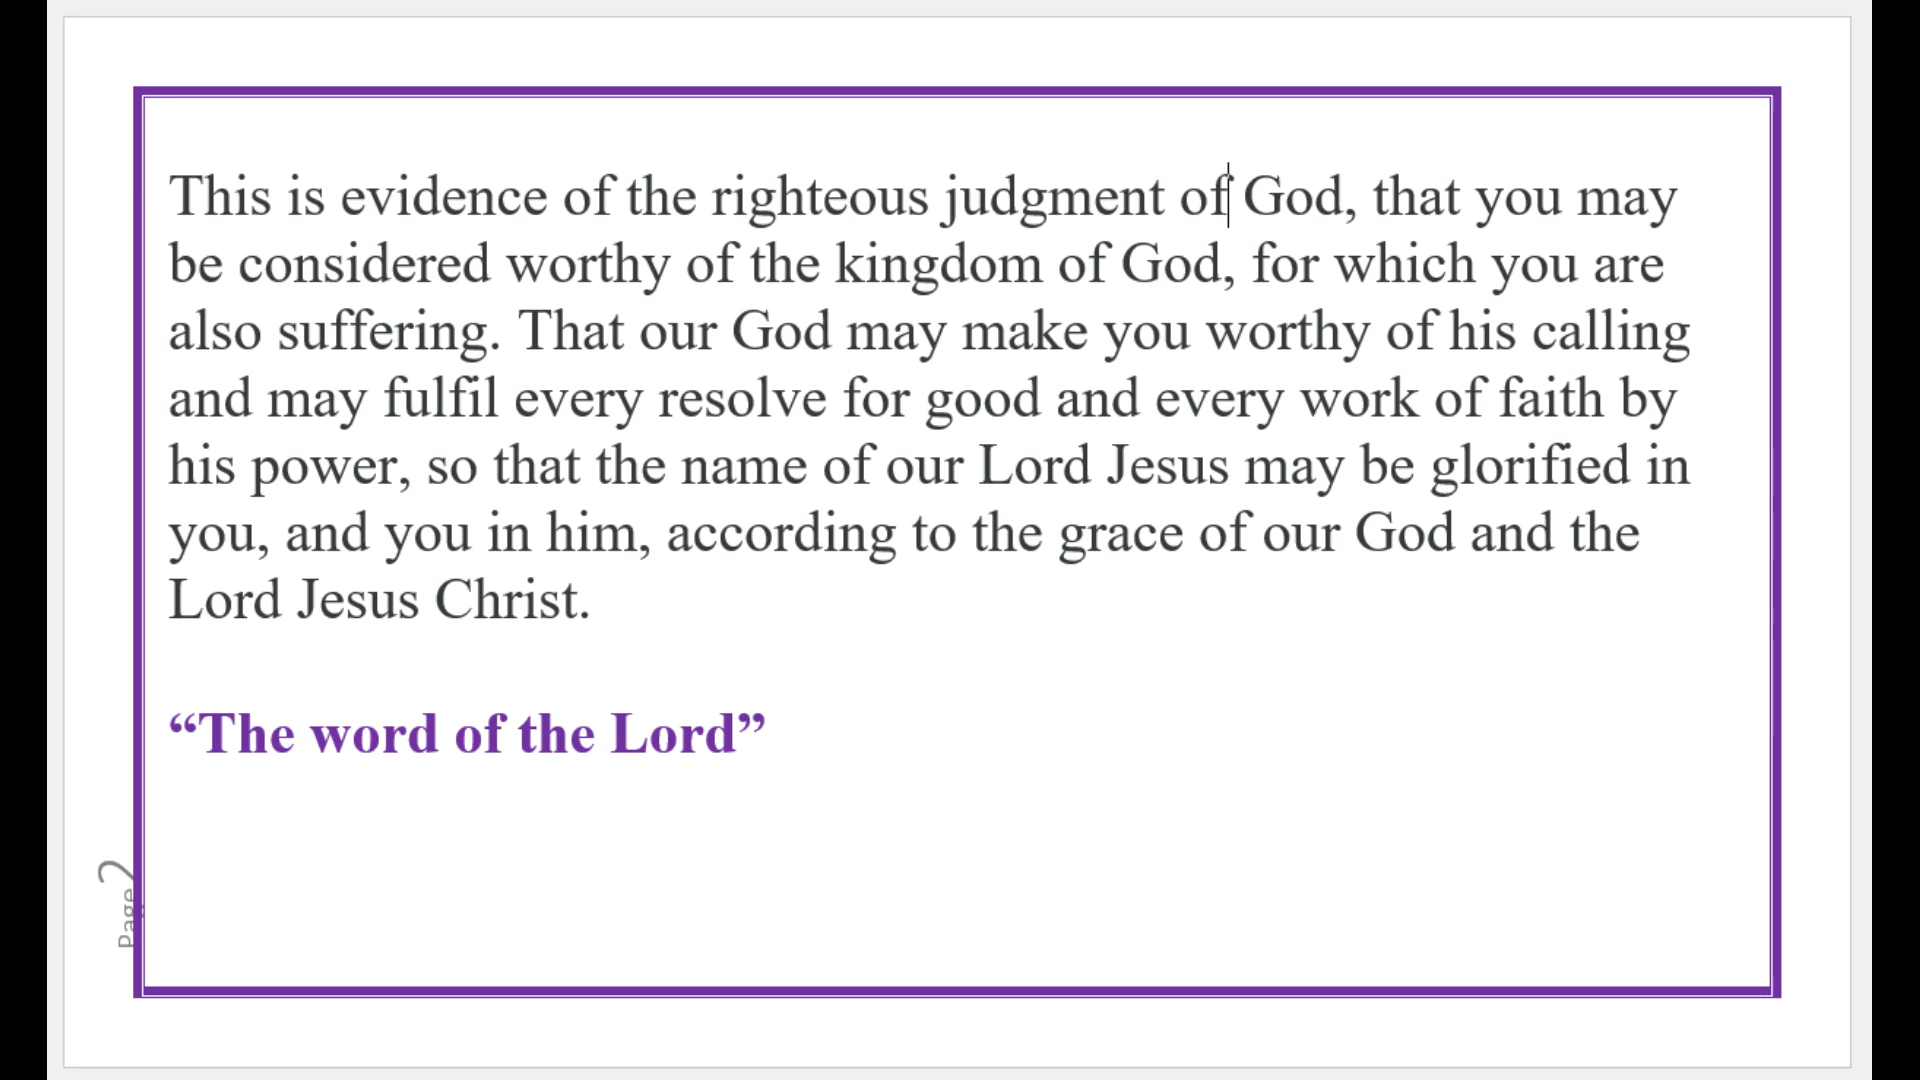 This is evidence of the righteous judgment of God, that you may
be considered worthy of the kingdom of God, for which you are
also suffering. That our God may make you worthy of his calling
and may fulfil every resolve for good and every work of faith by
his power, so that the name of our Lord Jesus may be glorified in
you, and you in him, according to the grace of our God and the
Lord Jesus Christ.
“The word of the Lord”
Page 2